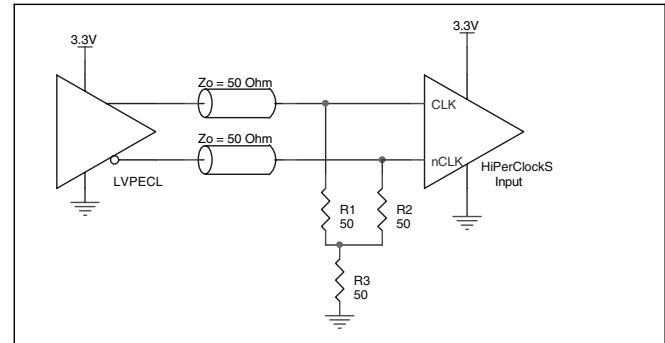 3.3V
3.3V
Zo = 50 Ohm
CLK
Zo = 50 Ohm
nCLK
HiPerClockS
Input
LVPECL
R1
50
R2
50
R3
50